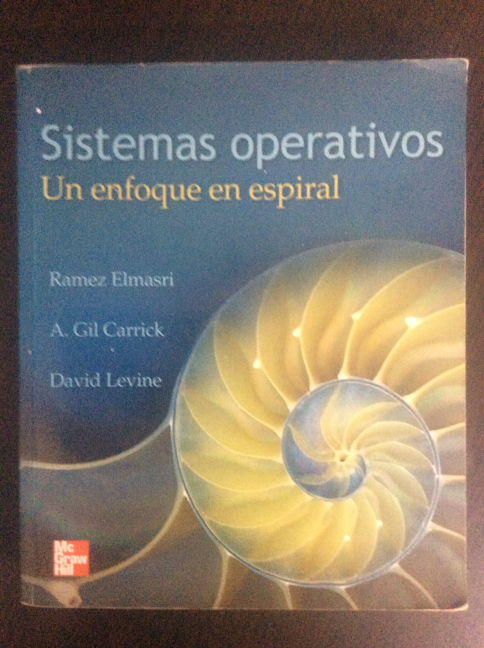 Sistemas operativos
Un enfoque en espiral
Ramez Elmasri
A. Gil Carrick
David Levine
Mc
Graw
Hill